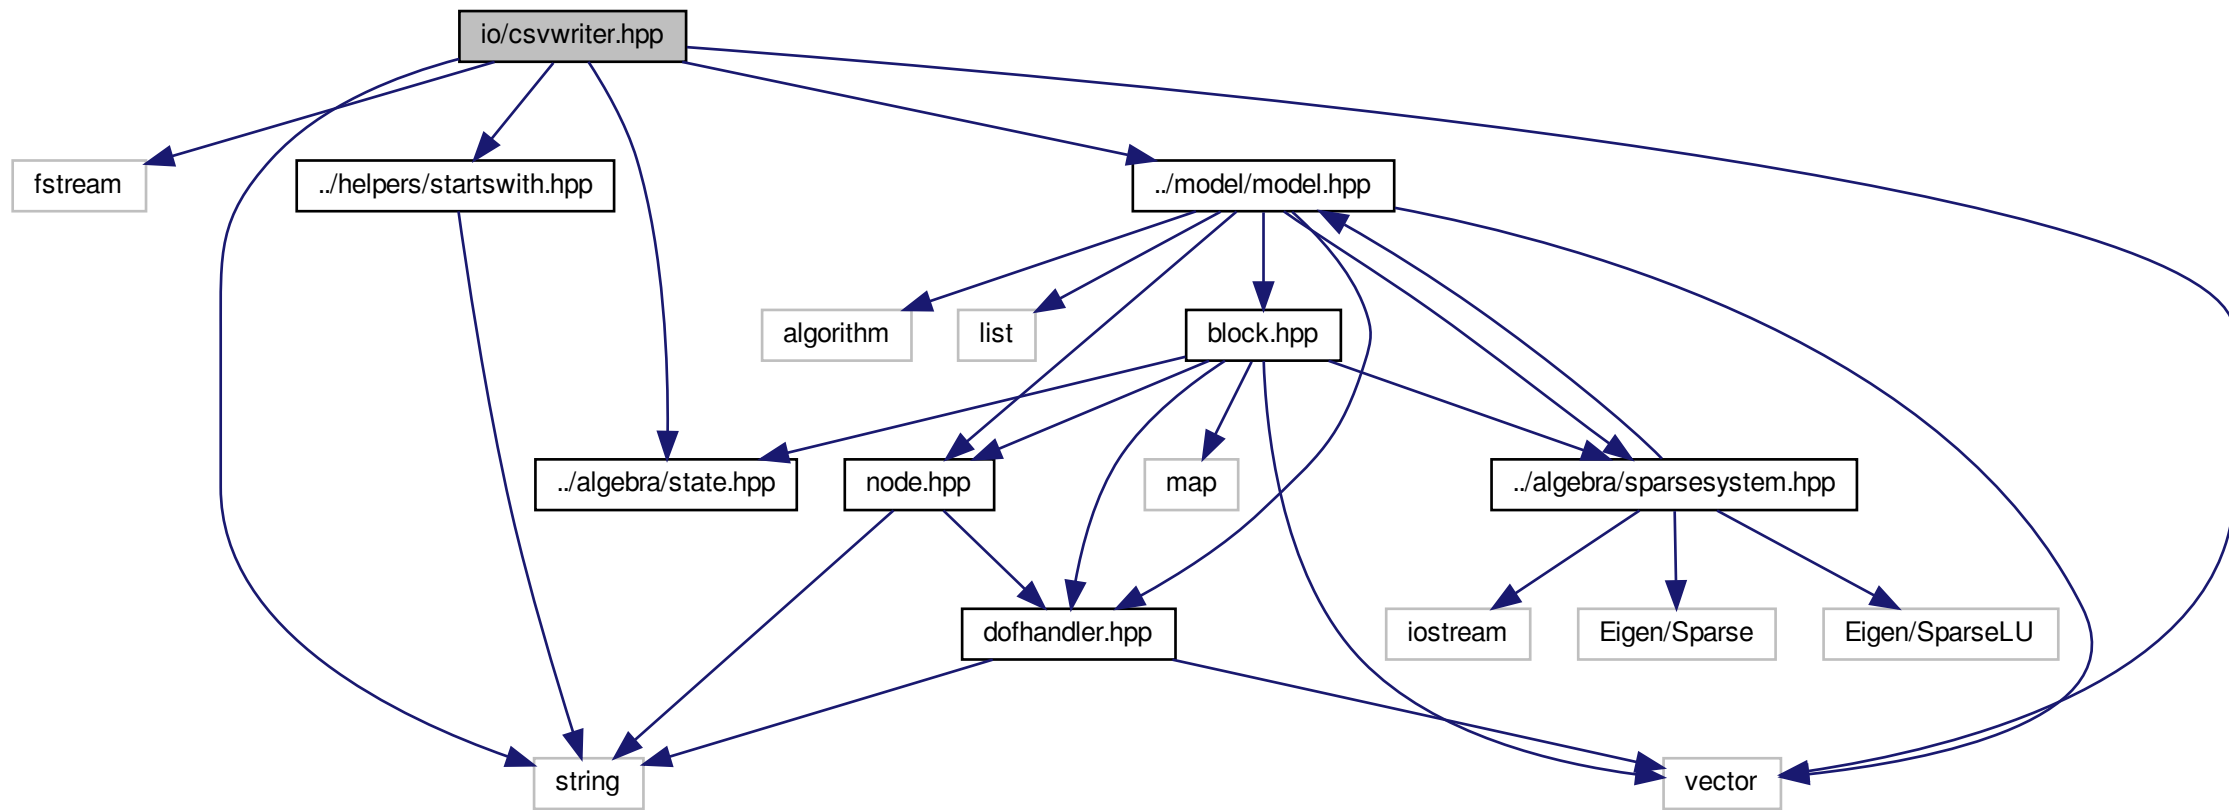 io/csvwriter.hpp
fstream
../helpers/startswith.hpp
../model/model.hpp
algorithm
list
block.hpp
../algebra/state.hpp
node.hpp
map
../algebra/sparsesystem.hpp
dofhandler.hpp
iostream
Eigen/Sparse
Eigen/SparseLU
string
vector